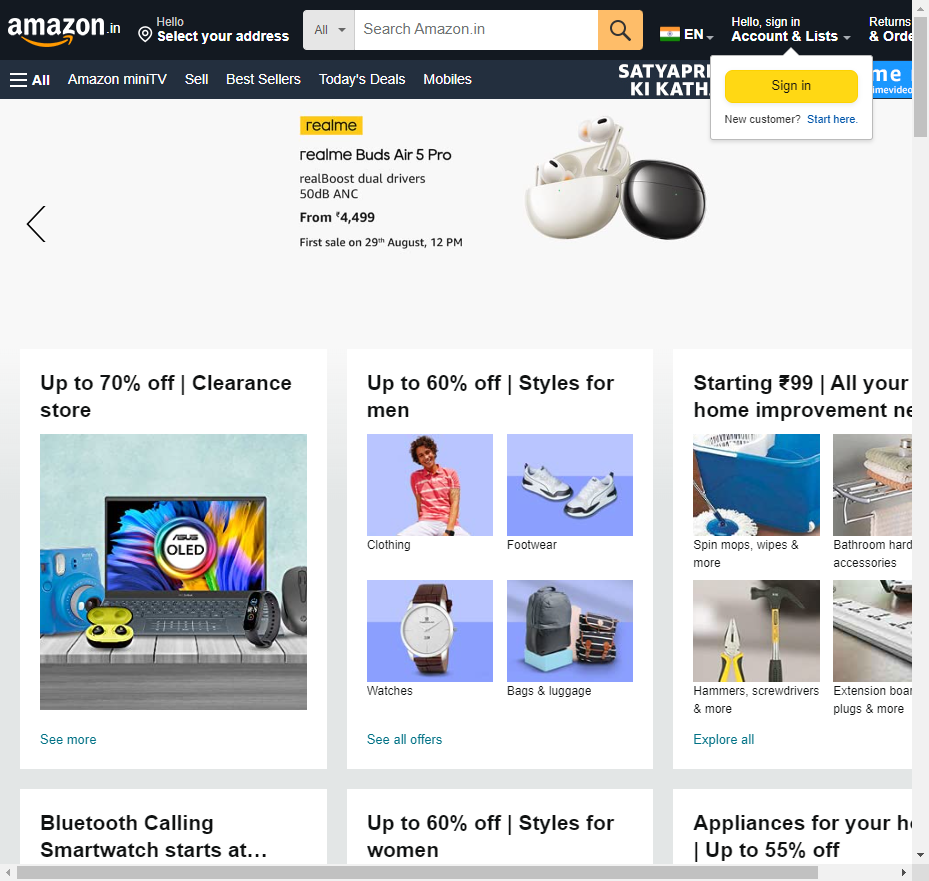 amazon.in
Hello
Select your address
All
Search Amazon.in
EN
Hello, sign in
Account & Lists
Returns
& Orde
All
Amazon miniTV
Sell
Best Sellers
Today's Deals
Mobiles
SATYAPRI
KI KATHA
me
imevideo
Sign in
New customer? Start here.
realme
realme Buds Air 5 Pro
realBoost dual drivers
50dB ANC
From ₹4,499
First sale on 29th August, 12 PM
Up to 70% off | Clearance
store
ASUS
OLED
See more
Up to 60% off | Styles for
men
Clothing
Footwear
Watches
Bags & luggage
See all offers
Starting ₹99 | All your
home improvement ne
Spin mops, wipes &
more
Bathroom hard
accessories
Hammers, screwdrivers
& more
Extension boar
plugs & more
Explore all
Bluetooth Calling
Smartwatch starts at…
Up to 60% off | Styles for
women
Appliances for your ho
| Up to 55% off